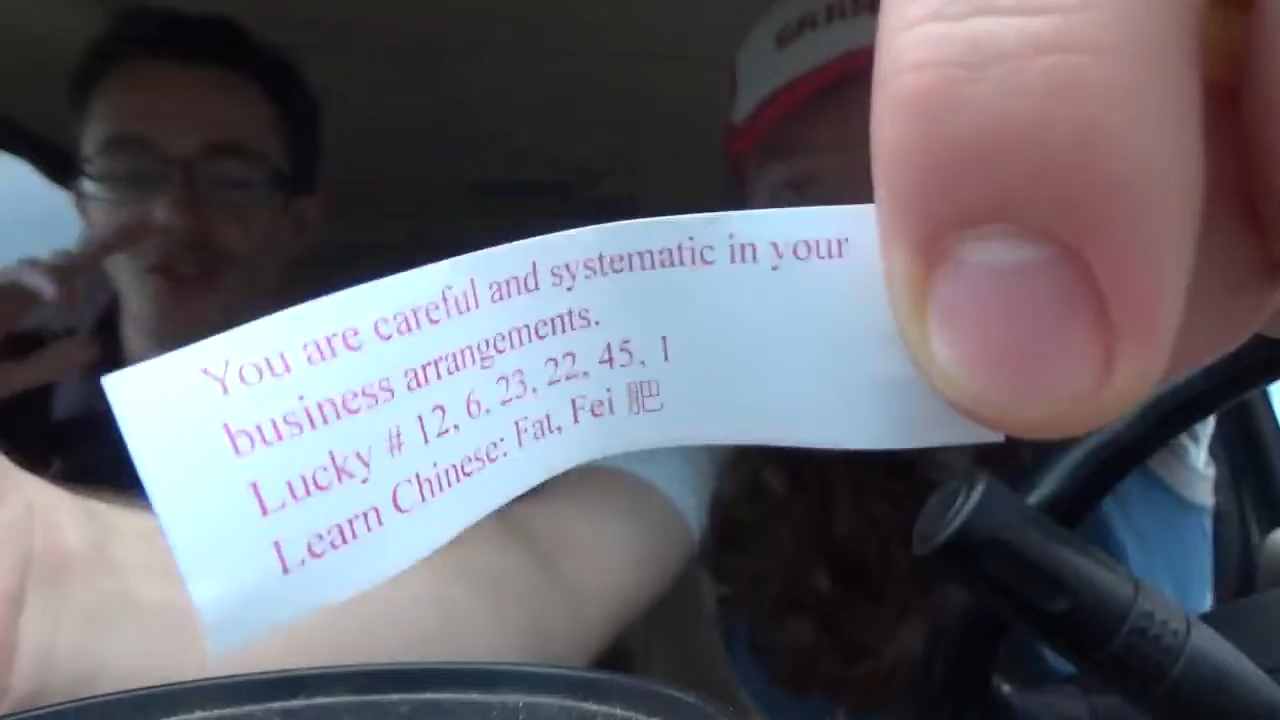 You are careful and systematic in your
business arrangements.
Lucky # 12, 6, 23, 22, 45, 1
Learn Chinese: Fat, Fei 肥